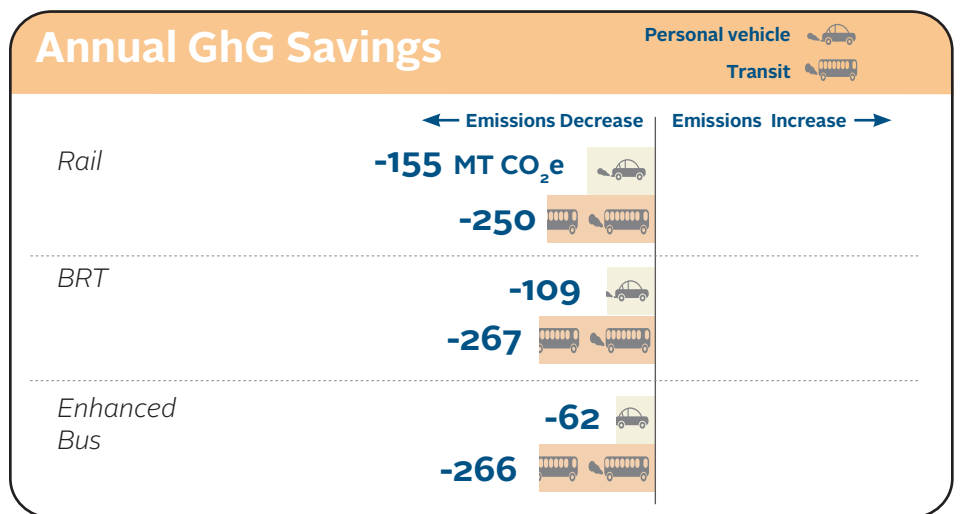 Annual GhG Savings
Personal vehicle
Transit
Emissions Decrease
Emissions Increase
Rail
-155 MT CO₂e
-250
BRT
-109
-267
Enhanced
Bus
-62
-266